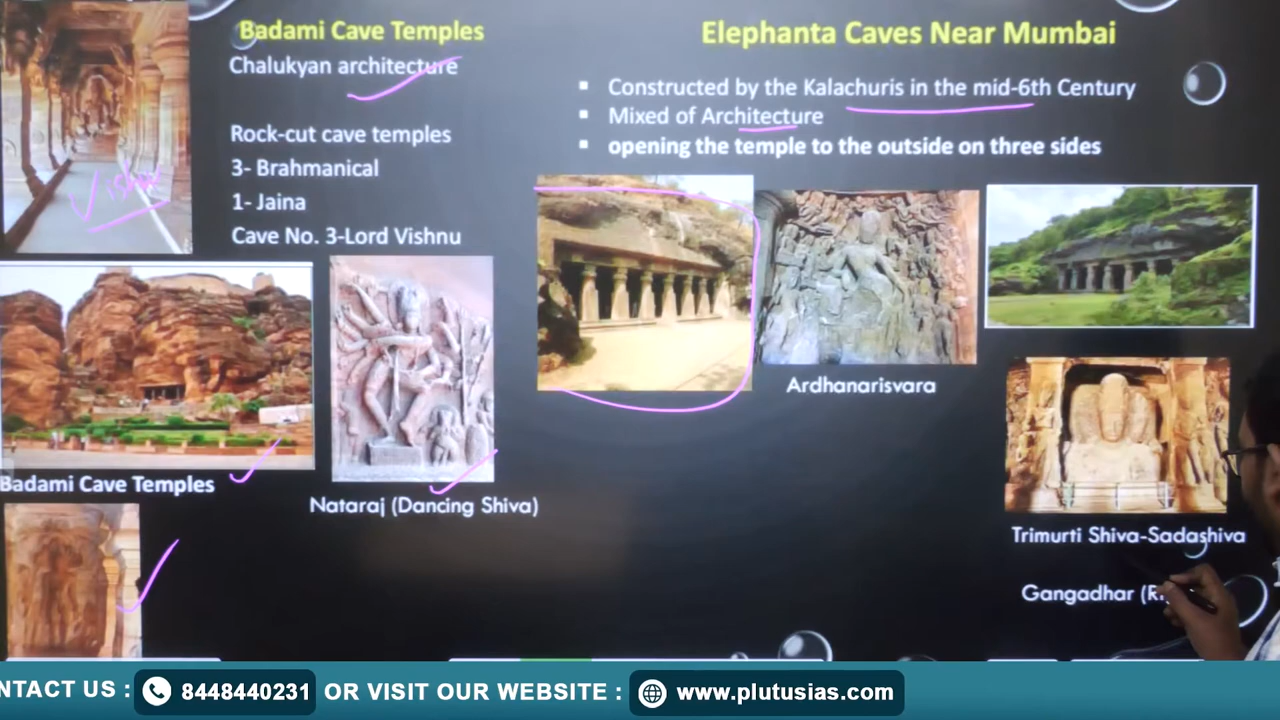 Badami Cave Temples
Chalukyan architecture
Rock-cut cave temples
3- Brahmanical
1- Jaina
Cave No. 3-Lord Vishnu
Badami Cave Temples
Nataraj (Dancing Shiva)
Elephanta Caves Near Mumbai
▪ Constructed by the Kalachuris in the mid-6th Century
▪ Mixed of Architecture
▪ opening the temple to the outside on three sides
Ardhanarisvara
Trimurti Shiva-Sadashiva
Gangadhar
NTACT US : 8448440231 OR VISIT OUR WEBSITE : www.plutusias.com